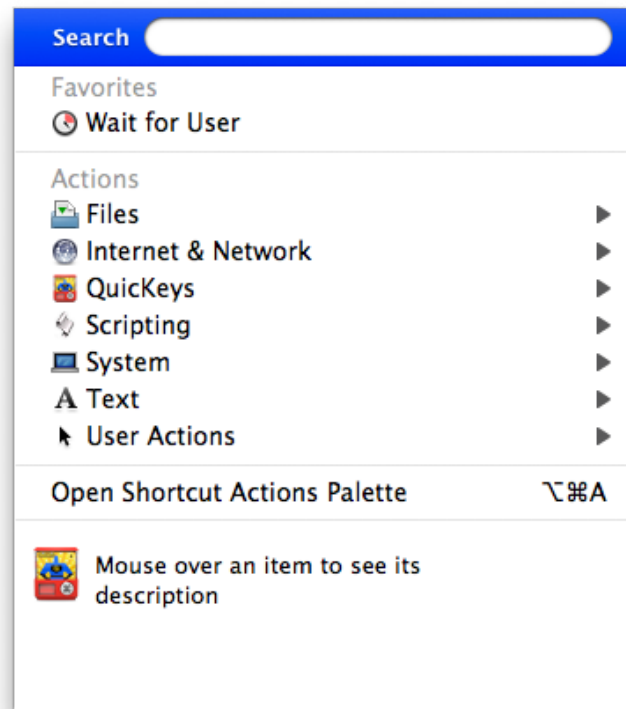 Search
Favorites
Wait for User
Actions
Files
Internet & Network
QuicKeys
Scripting
System
Text
User Actions
Open Shortcut Actions Palette ⌥⌘A
Mouse over an item to see its
description